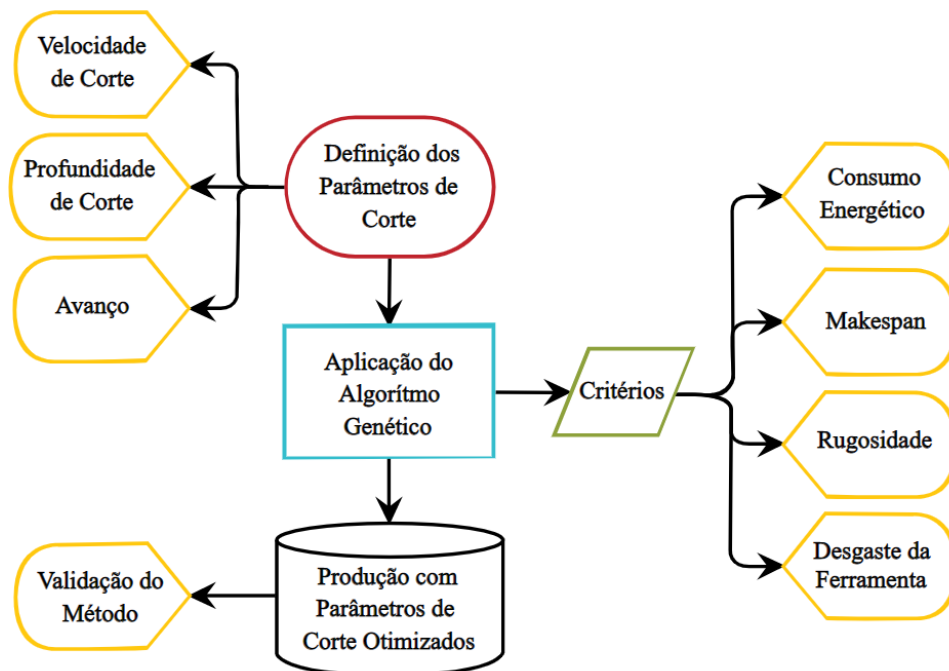 Velocidade
de Corte
Profundidade
de Corte
Avanço
Definição dos
Parâmetros de
Corte
Aplicação do
Algorítmo
Genético
Critérios
Consumo
Energético
Makespan
Rugosidade
Desgaste da
Ferramenta
Produção com
Parâmetros de
Corte Otimizados
Validação do
Método